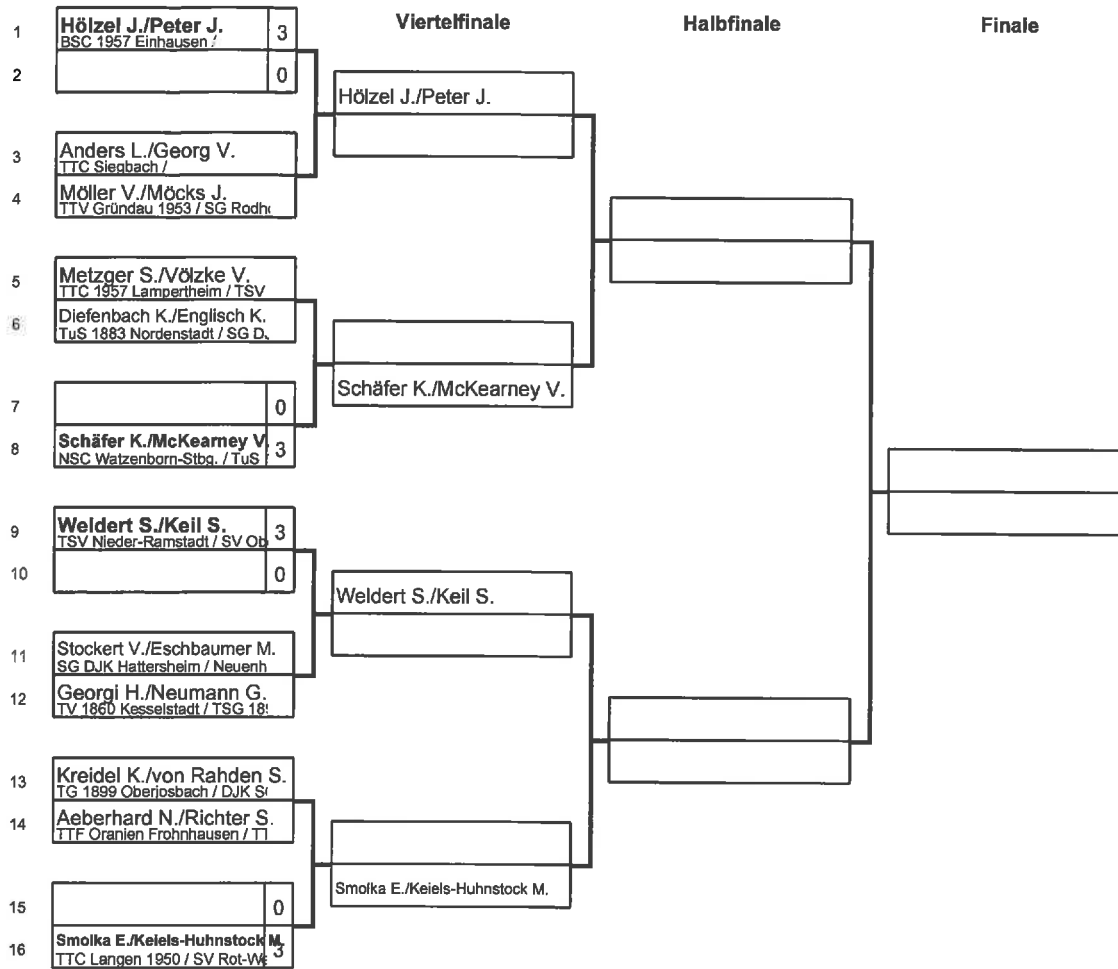 Viertelfinale
Halbfinale
Finale
1
Hölzel J./Peter J.
3
BSC 1957 Einhausen /
2
0
Hölzel J./Peter J.
3
Anders L./Georg V.
TTC Siegbach /
4
Möller V./Möcks J.
TTV Gründau 1953 / SG Rodh
5
Metzger S./Völzke V.
TTC 1957 Lampertheim / TSV
6
Diefenbach K./Englisch K.
TuS 1883 Nordenstadt / SG DJ
Schäfer K./McKearney V.
7
0
8
Schäfer K./McKearney V
3
NSC Watzenborn-Stbg. / TuS
9
Weldert S./Keil S.
3
TSV Nieder-Ramstadt / SV Ob
10
0
Weldert S./Keil S.
11
Stockert V./Eschbaumer M.
SG DJK Hattersheim / Neuenh
12
Georgi H./Neumann G.
TV 1860 Kesselstadt / TSG 18
13
Kreidel K./von Rahden S.
TG 1899 Oberjosbach / DJK S
14
Aeberhard N./Richter S.
TTF Oranien Frohnhausen / TT
Smolka E./Keiels-Huhnstock M.
15
0
16
Smolka E./Keiels-Huhnstock M.
3
TTC Langen 1950 / SV Rot-We